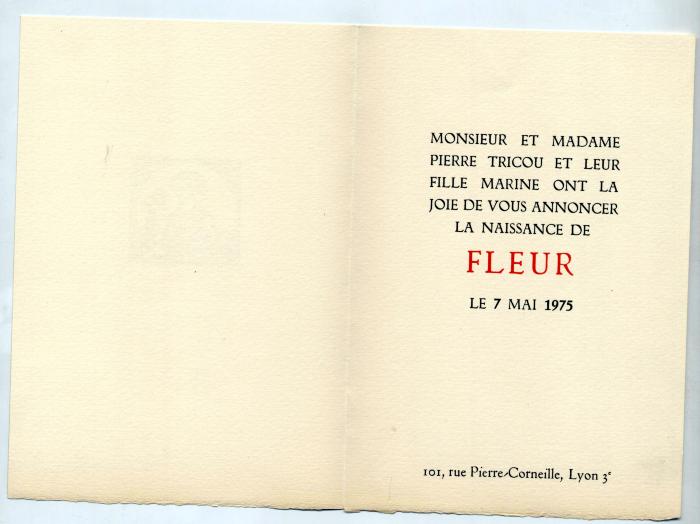 MONSIEUR ET MADAME
PIERRE TRICOU ET LEUR
FILLE MARINE ONT LA
JOIE DE VOUS ANNONCER
LA NAISSANCE DE
FLEUR
LE 7 MAI 1975
101, rue Pierre-Corneille, Lyon 3ᵉ